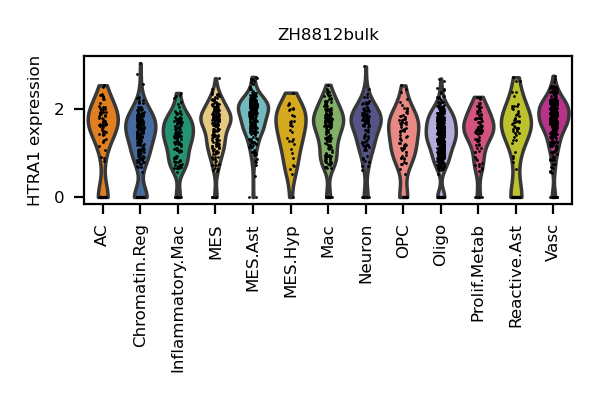 ZH8812bulk
HTRA1 expression
2
0
AC
Chromatin.Reg
Inflammatory.Mac
MES
MES.Ast
MES.Hyp
Mac
Neuron
OPC
Oligo
Prolif.Metab
Reactive.Ast
Vasc